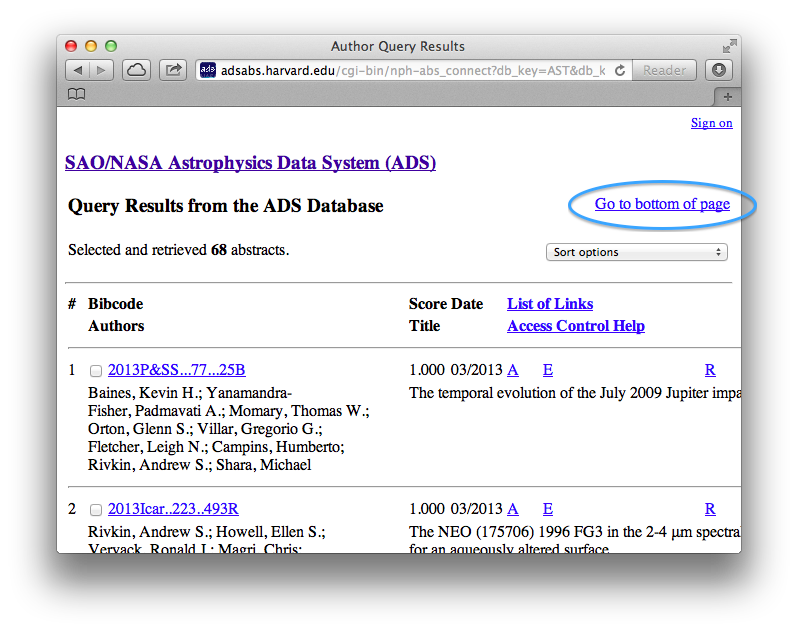 Author Query Results
ads adsabs.harvard.edu/cgi-bin/nph-abs_connect?db_key=AST&db_k Reader
Sign on
SAO/NASA Astrophysics Data System (ADS)
Query Results from the ADS Database Go to bottom of page
Selected and retrieved 68 abstracts. Sort options
# Bibcode Score Date List of Links
Authors Title Access Control Help
1 2013P&SS...77...25B 1.000 03/2013 A E R
Baines, Kevin H.; Yanamandra- The temporal evolution of the July 2009 Jupiter impa
Fisher, Padmavati A.; Momary, Thomas W.;
Orton, Glenn S.; Villar, Gregorio G.;
Fletcher, Leigh N.; Campins, Humberto;
Rivkin, Andrew S.; Shara, Michael
2 2013Icar..223..493R 1.000 03/2013 A E R
Rivkin, Andrew S.; Howell, Ellen S.; The NEO (175706) 1996 FG3 in the 2-4 μm spectral
Vervack, Ronald J.; Magri, Chris; for an aqueously altered surface